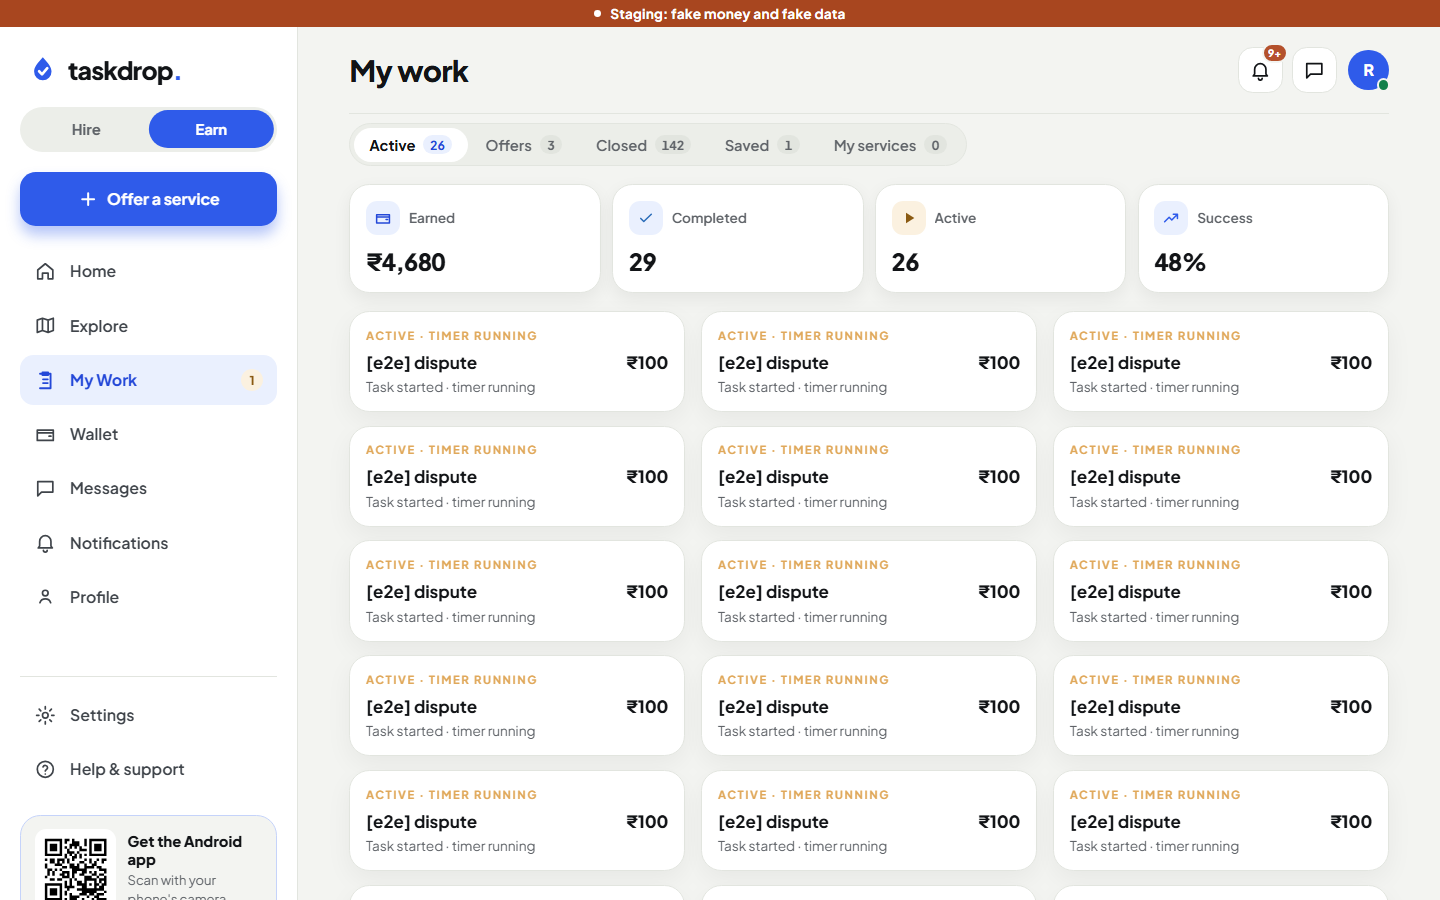 Staging: fake money and fake data
taskdrop.
Hire
Earn
Offer a service
Home
Explore
My Work
1
Wallet
Messages
Notifications
Profile
Settings
Help & support
Get the Android
app
Scan with your
phone's camera
My work
9+
R
Active 26
Offers 3
Closed 142
Saved 1
My services 0
Earned
₹4,680
Completed
29
Active
26
Success
48%
ACTIVE · TIMER RUNNING
[e2e] dispute ₹100
Task started · timer running
ACTIVE · TIMER RUNNING
[e2e] dispute ₹100
Task started · timer running
ACTIVE · TIMER RUNNING
[e2e] dispute ₹100
Task started · timer running
ACTIVE · TIMER RUNNING
[e2e] dispute ₹100
Task started · timer running
ACTIVE · TIMER RUNNING
[e2e] dispute ₹100
Task started · timer running
ACTIVE · TIMER RUNNING
[e2e] dispute ₹100
Task started · timer running
ACTIVE · TIMER RUNNING
[e2e] dispute ₹100
Task started · timer running
ACTIVE · TIMER RUNNING
[e2e] dispute ₹100
Task started · timer running
ACTIVE · TIMER RUNNING
[e2e] dispute ₹100
Task started · timer running
ACTIVE · TIMER RUNNING
[e2e] dispute ₹100
Task started · timer running
ACTIVE · TIMER RUNNING
[e2e] dispute ₹100
Task started · timer running
ACTIVE · TIMER RUNNING
[e2e] dispute ₹100
Task started · timer running
ACTIVE · TIMER RUNNING
[e2e] dispute ₹100
Task started · timer running
ACTIVE · TIMER RUNNING
[e2e] dispute ₹100
Task started · timer running
ACTIVE · TIMER RUNNING
[e2e] dispute ₹100
Task started · timer running